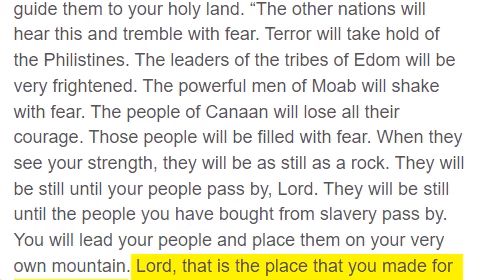 guide them to your holy land. “The other nations will
hear this and tremble with fear. Terror will take hold of
the Philistines. The leaders of the tribes of Edom will be
very frightened. The powerful men of Moab will shake
with fear. The people of Canaan will lose all their
courage. Those people will be filled with fear. When they
see your strength, they will be as still as a rock. They will
be still until your people pass by, Lord. They will be still
until the people you have bought from slavery pass by.
You will lead your people and place them on your very
own mountain. Lord, that is the place that you made for